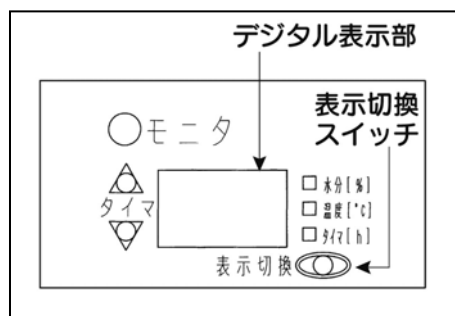 デジタル表示部
表示切換
スイッチ
モニタ
タイマ
水分[%]
温度[°C]
タイマ[h]
表示切換